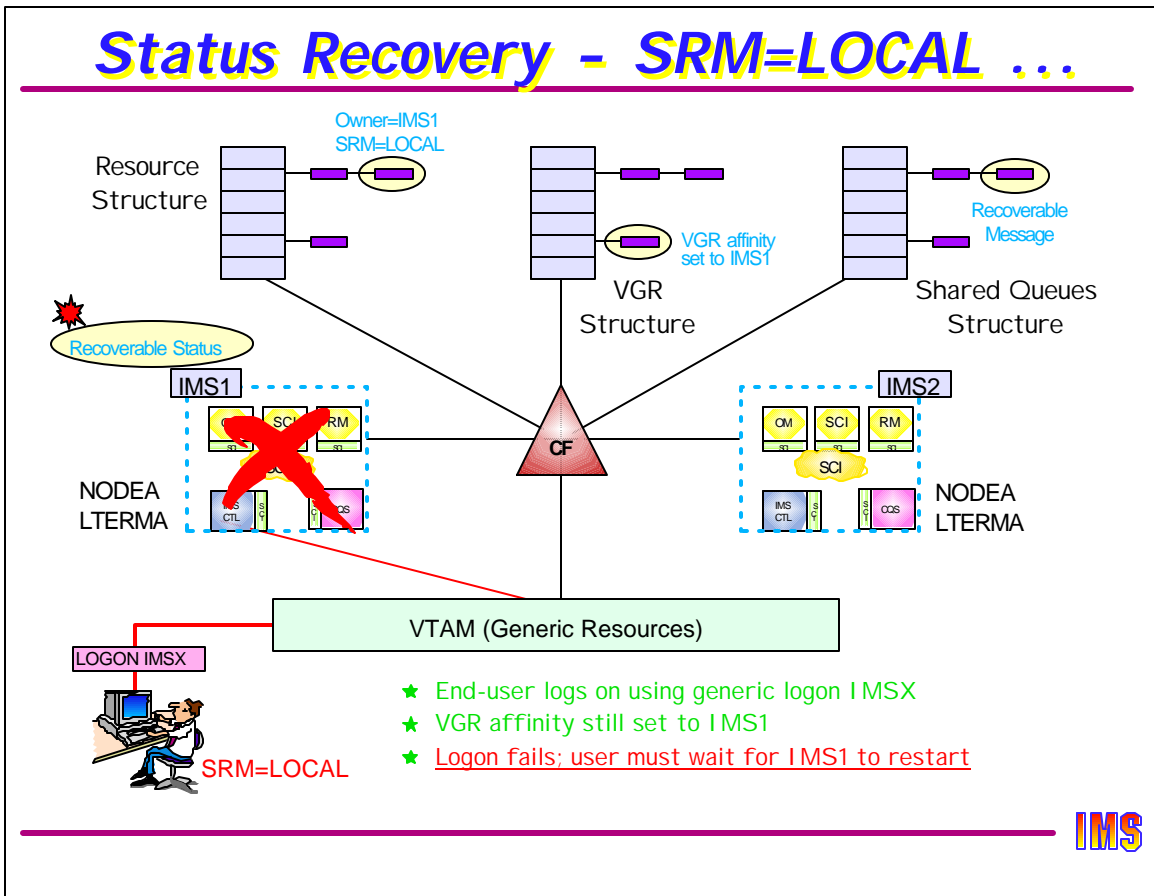 Status Recovery - SRM=LOCAL ...
Owner=IMS1
SRM=LOCAL
Resource
Structure
VGR affinity
set to IMS1
VGR
Structure
Recoverable
Message
Shared Queues
Structure
Recoverable Status
IMS1
SCI
RM
NODEA
LTERMA
IMS
CTL
CF
IMS2
OM
SCI
RM
SCI
IMS
CTL
CQS
NODEA
LTERMA
VTAM (Generic Resources)
LOGON IMSX
SRM=LOCAL
End-user logs on using generic logon IMSX
VGR affinity still set to IMS1
Logon fails; user must wait for IMS1 to restart
IMS